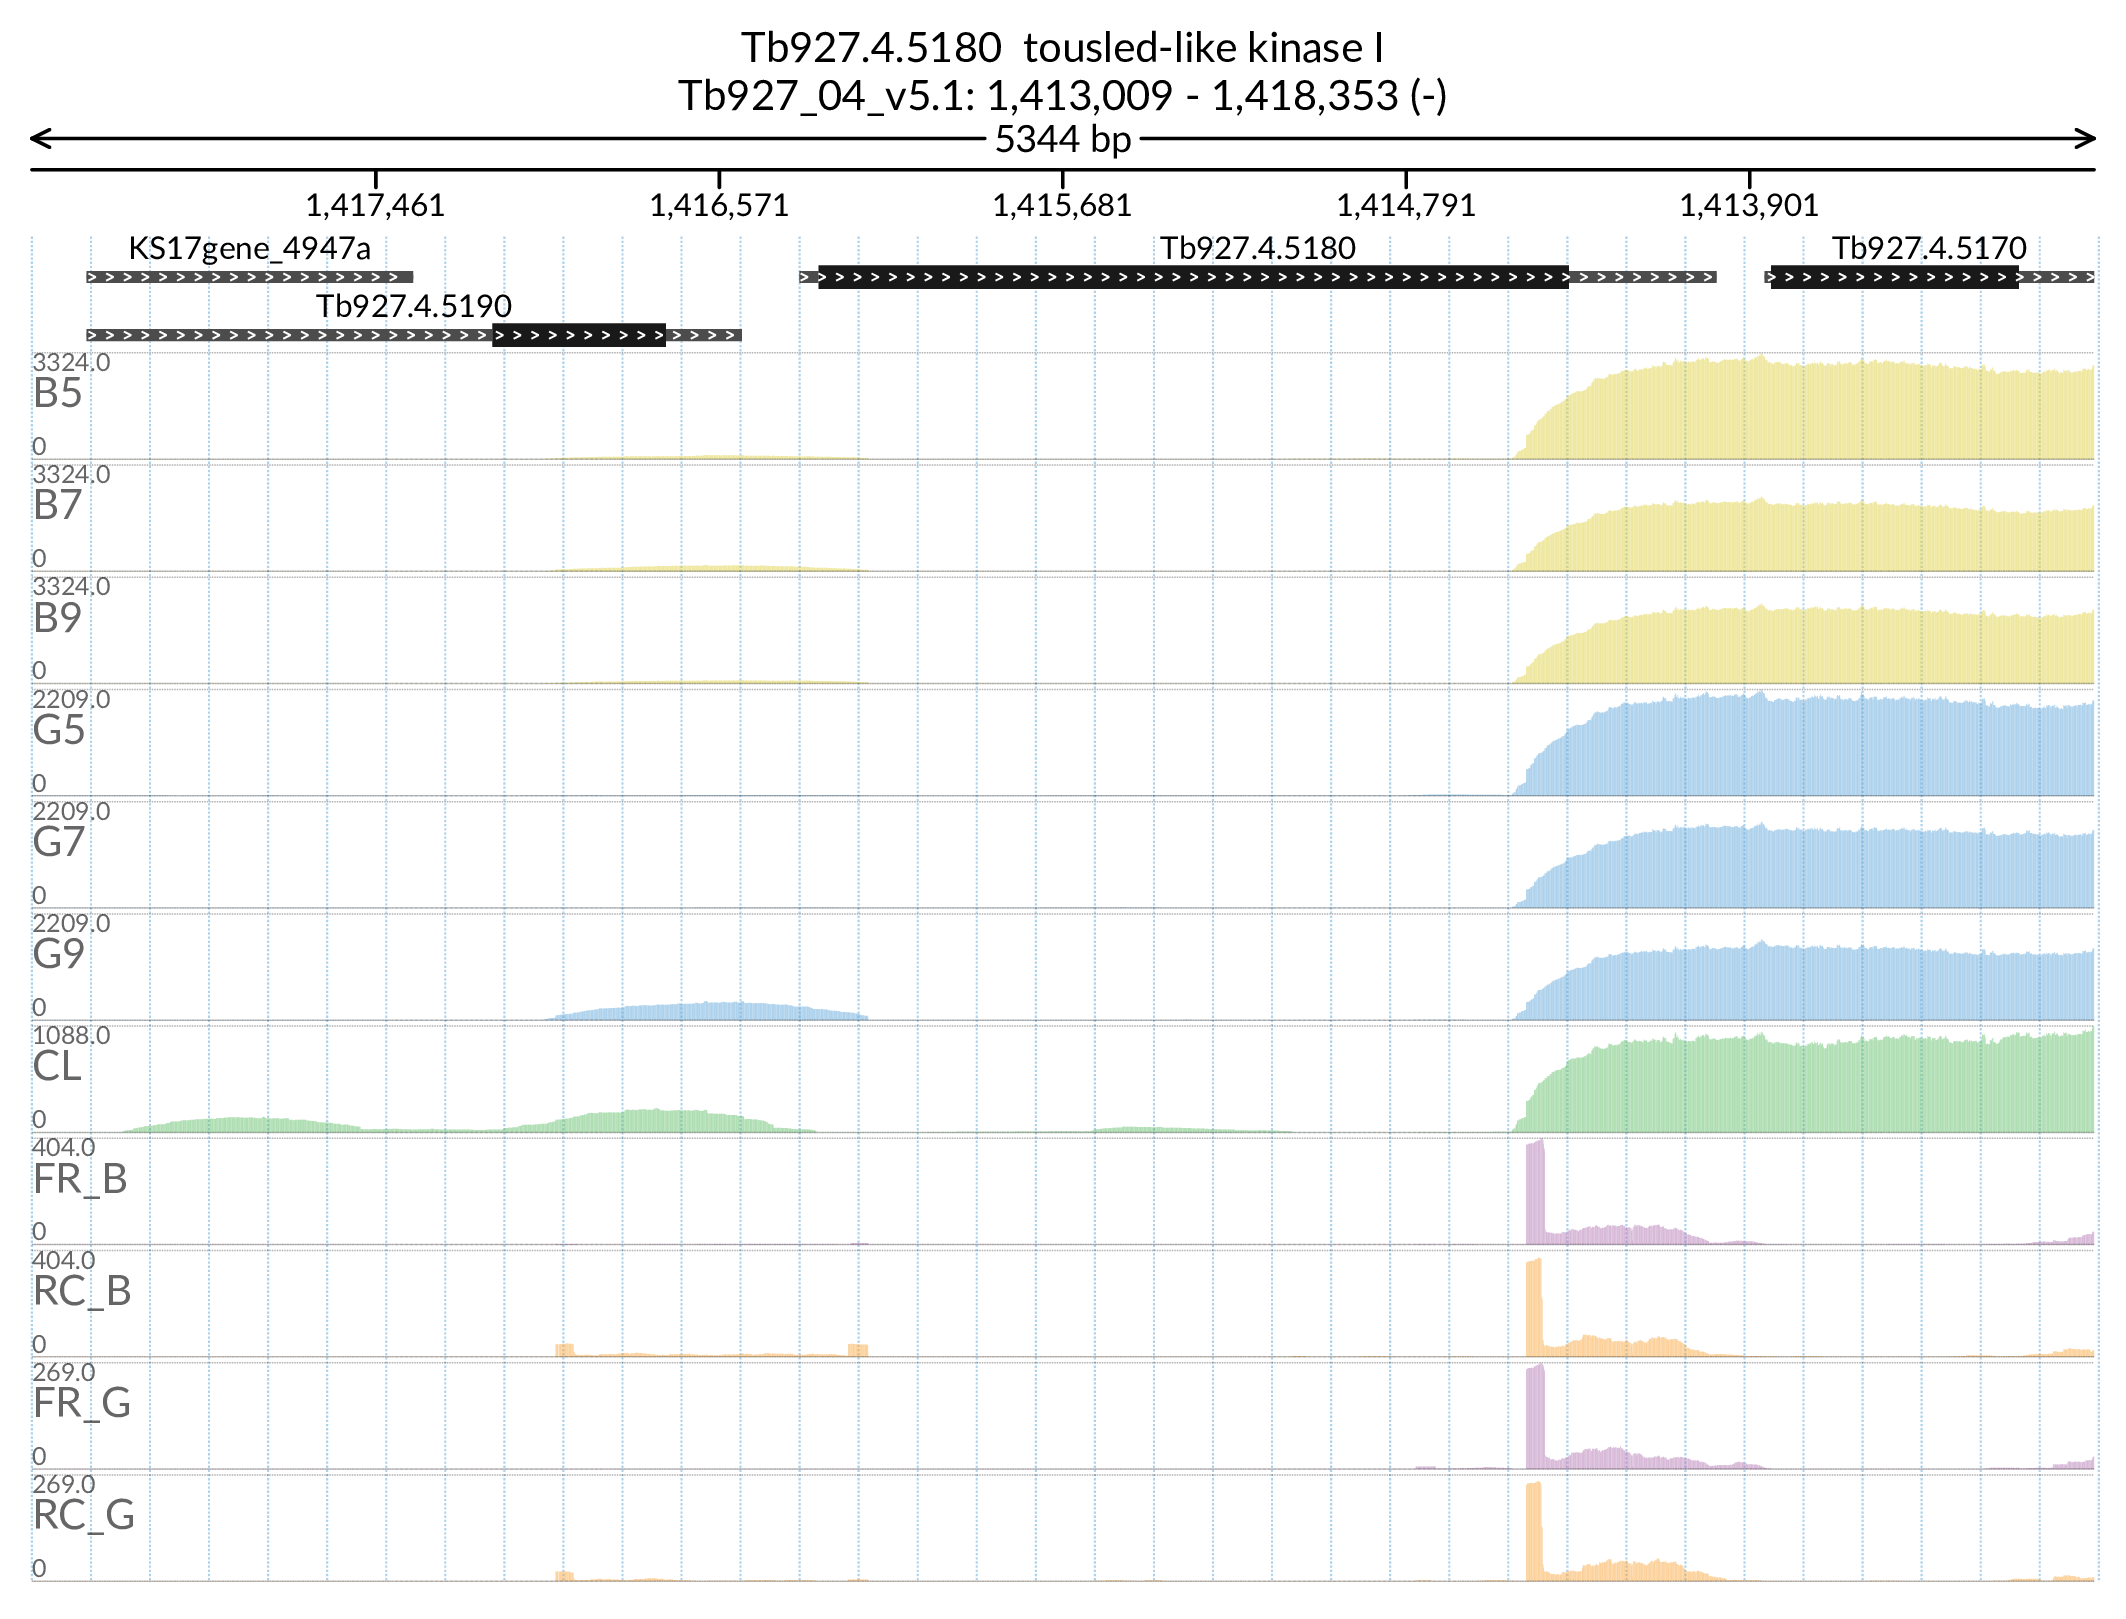 Tb927.4.5180  tousled-like kinase I
Tb927_04_v5.1: 1,413,009 - 1,418,353 (-)
5344 bp
1,417,461 1,416,571 1,415,681 1,414,791 1,413,901
KS17gene_4947a Tb927.4.5180 Tb927.4.5170
Tb927.4.5190
3324.0
B5
0
3324.0
B7
0
3324.0
B9
0
2209.0
G5
0
2209.0
G7
0
2209.0
G9
0
1088.0
CL
0
404.0
FR_B
0
404.0
RC_B
0
269.0
FR_G
0
269.0
RC_G
0